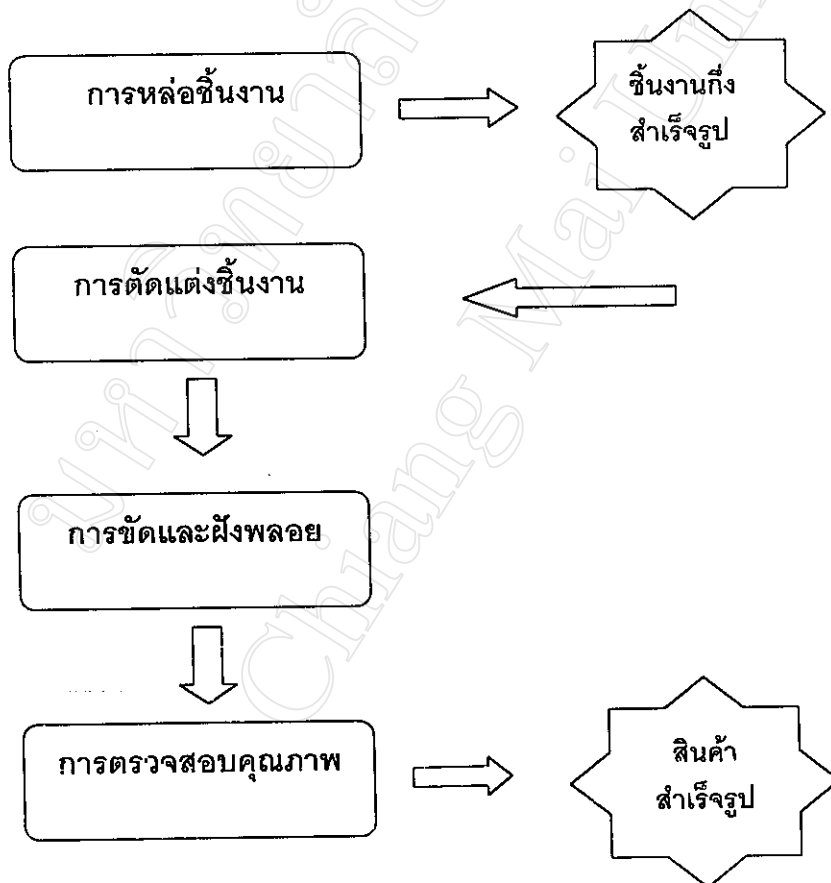 การหล่อชิ้นงาน
ชิ้นงานกึ่ง
สำเร็จรูป
การตัดแต่งชิ้นงาน
การขัดและฝังพลอย
การตรวจสอบคุณภาพ
สินค้า
สำเร็จรูป
Chiang Mai Uni